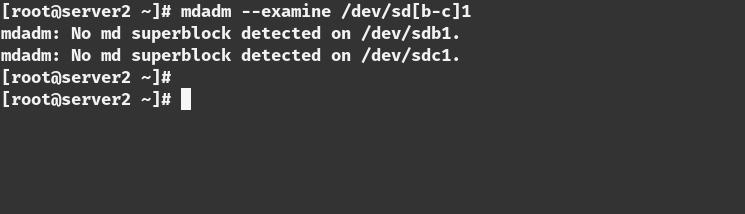 [root@server2 ~]# mdadm --examine /dev/sd[b-c]1
mdadm: No md superblock detected on /dev/sdb1.
mdadm: No md superblock detected on /dev/sdc1.
[root@server2 ~]#
[root@server2 ~]#